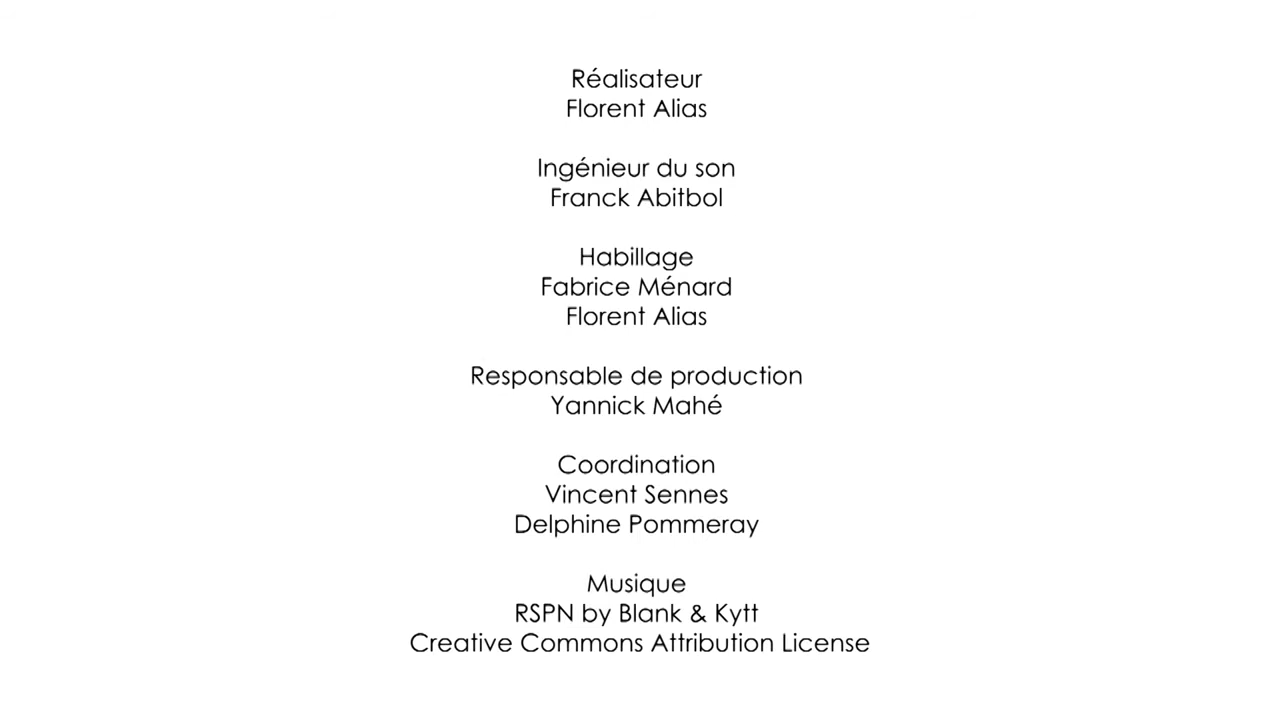 Réalisateur
Florent Alias
Ingénieur du son
Franck Abitbol
Habillage
Fabrice Ménard
Florent Alias
Responsable de production
Yannick Mahé
Coordination
Vincent Sennes
Delphine Pommeray
Musique
RSPN by Blank & Kytt
Creative Commons Attribution License